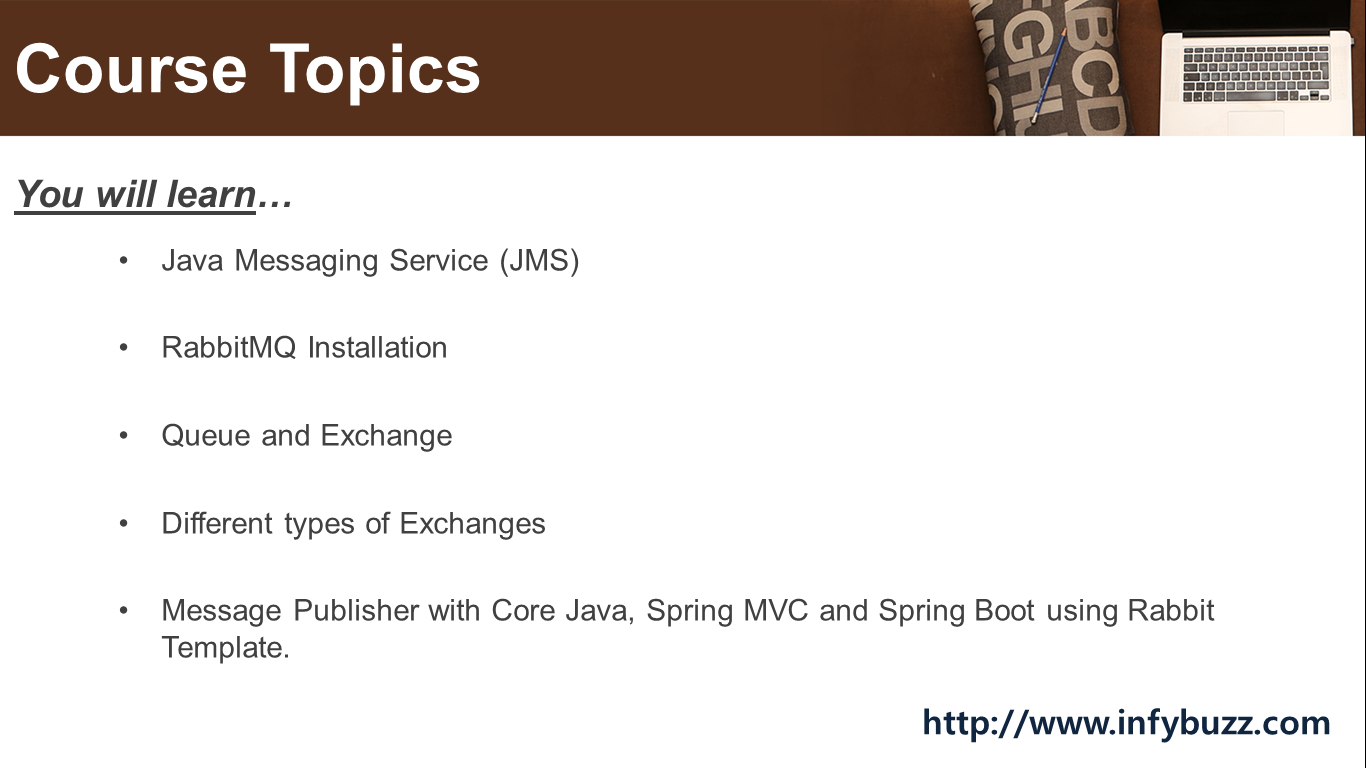 Course Topics
You will learn…
• Java Messaging Service (JMS)
• RabbitMQ Installation
• Queue and Exchange
• Different types of Exchanges
• Message Publisher with Core Java, Spring MVC and Spring Boot using Rabbit
Template.
http://www.infybuzz.com